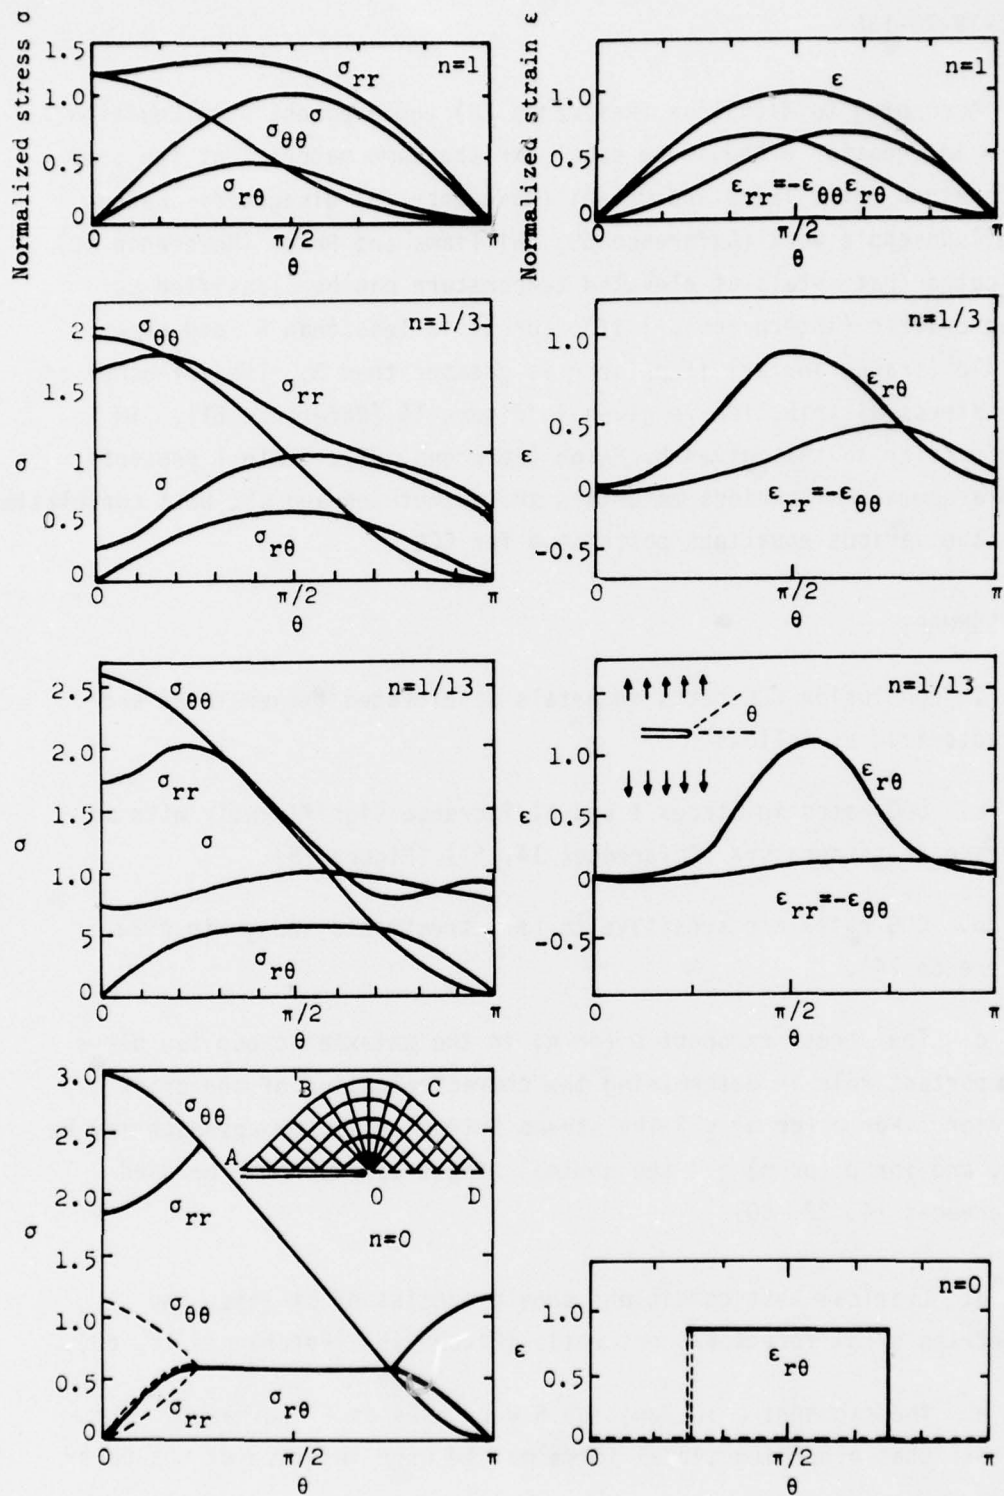 Normalized stress σ
1.5
1.0
0.5
0
n=1
σrr
σθθ
σ
σrθ
0
π/2
π
θ
Normalized strain ε
1.0
0.5
0
n=1
ε
εrr=-εθθ
εrθ
0
π/2
π
θ
σ
2
1.5
1
0.5
0
n=1/3
σθθ
σrr
σ
σrθ
0
π/2
π
θ
ε
1.0
0.5
0
-0.5
n=1/3
εrθ
εrr=-εθθ
0
π/2
π
θ
σ
2.5
2.0
1.0
5
0
n=1/13
σθθ
σrr
σ
σrθ
0
π/2
π
θ
ε
1.0
0.5
0
-0.5
n=1/13
θ
εrθ
εrr=-εθθ
0
π/2
π
θ
σ
3.0
2.5
2.0
1.5
1.0
0.5
0
σθθ
B
C
A
O
D
σrr
n=0
σθθ
σrr
σrθ
0
π/2
π
θ
ε
1.0
0.5
0
n=0
εrθ
0
π/2
π
θ